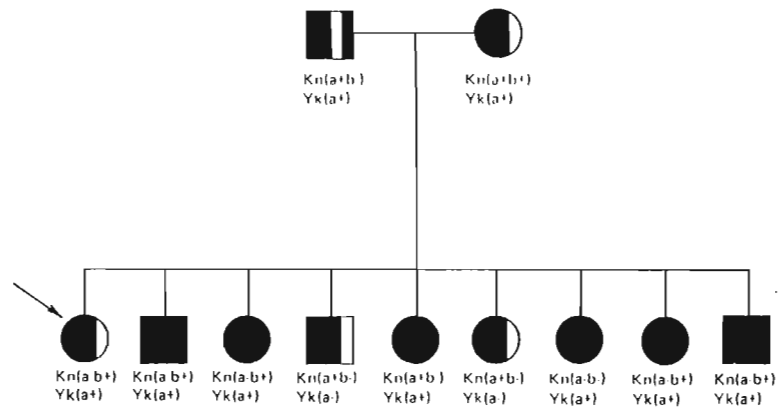 Kn(a+b-) Kn(a+b+)
Yk(a+) Yk(a+)
Kn(a-b+) Kn(a-b+) Kn(a-b+) Kn(a+b-) Kn(a+b-) Kn(a+b-) Kn(a-b-) Kn(a-b+) Kn(a-b+)
Yk(a+) Yk(a+) Yk(a+) Yk(a-) Yk(a+) Yk(a-) Yk(a+) Yk(a+) Yk(a+)